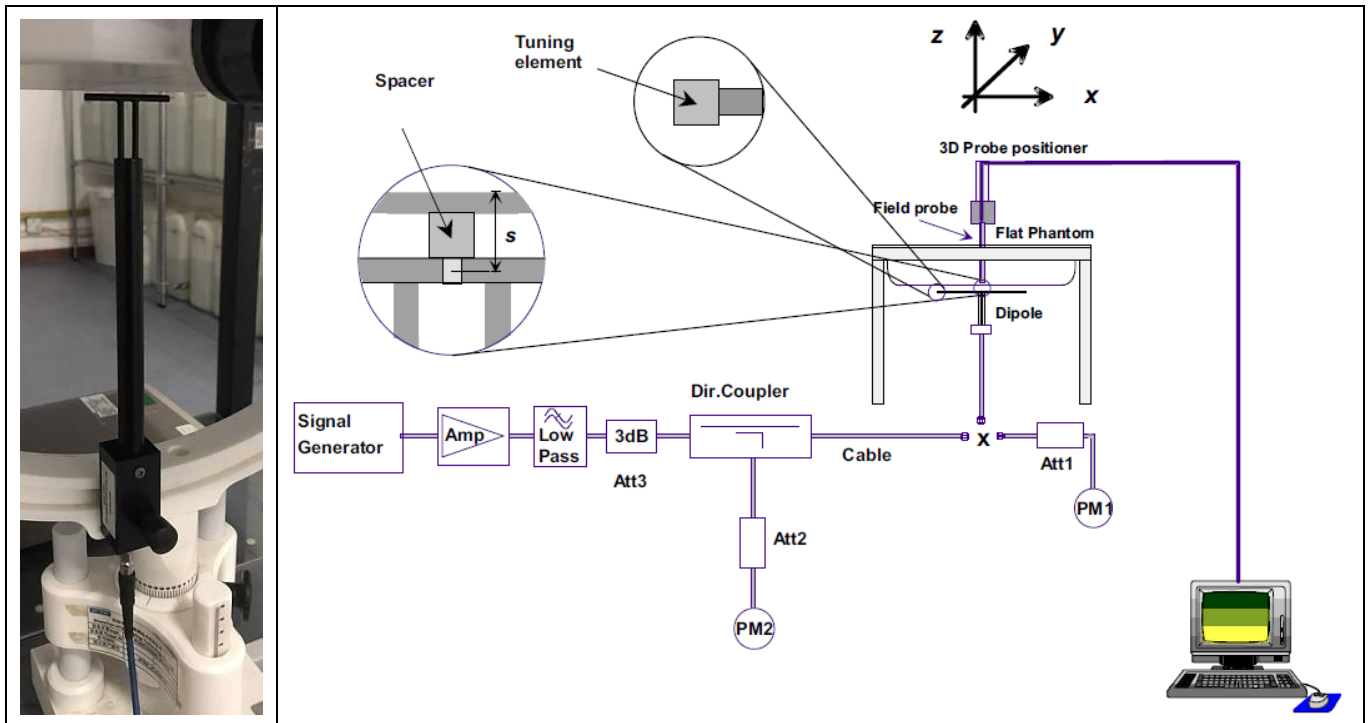 Tuning
element
Spacer
s
z
y
x
3D Probe positioner
Field probe
Flat Phantom
Dipole
Dir.Coupler
Signal
Generator
Amp
Low
Pass
3dB
Att3
Cable
x
Att1
PM1
Att2
PM2